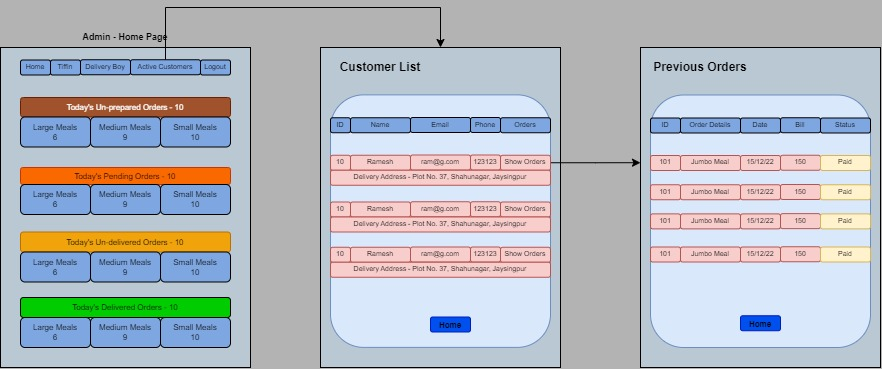 Admin - Home Page
Home Tiffin Delivery Boy Active Customers Logout
Today's Un-prepared Orders - 10
Large Meals Medium Meals Small Meals
6 9 10
Today's Pending Orders - 10
Large Meals Medium Meals Small Meals
6 9 10
Today's Un-delivered Orders - 10
Large Meals Medium Meals Small Meals
6 9 10
Today's Delivered Orders - 10
Large Meals Medium Meals Small Meals
6 9 10
Customer List
ID Name Email Phone Orders
10 Ramesh ram@g.com 123123 Show Orders
Delivery Address - Plot No. 37, Shahunagar, Jaysingpur
10 Ramesh ram@g.com 123123 Show Orders
Delivery Address - Plot No. 37, Shahunagar, Jaysingpur
10 Ramesh ram@g.com 123123 Show Orders
Delivery Address - Plot No. 37, Shahunagar, Jaysingpur
Home
Previous Orders
ID Order Details Date Bill Status
101 Jumbo Meal 15/12/22 150 Paid
101 Jumbo Meal 15/12/22 150 Paid
101 Jumbo Meal 15/12/22 150 Paid
101 Jumbo Meal 15/12/22 150 Paid
Home